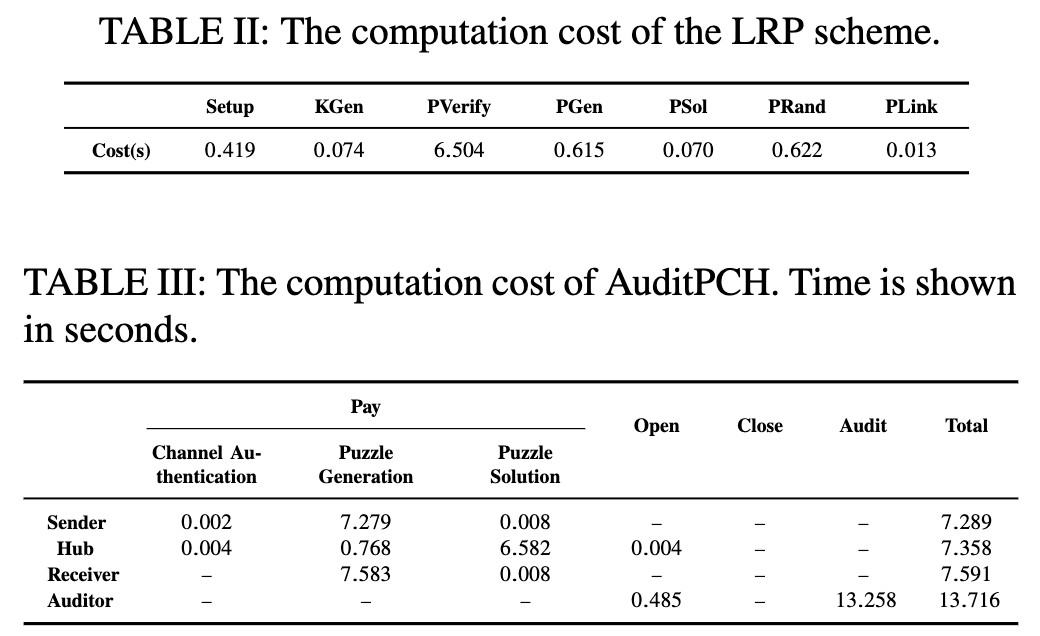 TABLE II: The computation cost of the LRP scheme.
Setup KGen PVerify PGen PSol PRand PLink
Cost(s) 0.419 0.074 6.504 0.615 0.070 0.622 0.013
TABLE III: The computation cost of AuditPCH. Time is shown
in seconds.
Pay
Open Close Audit Total
Channel Au- Puzzle Puzzle
thentication Generation Solution
Sender 0.002 7.279 0.008 – – – 7.289
Hub 0.004 0.768 6.582 0.004 – – 7.358
Receiver – 7.583 0.008 – – – 7.591
Auditor – – – 0.485 – 13.258 13.716